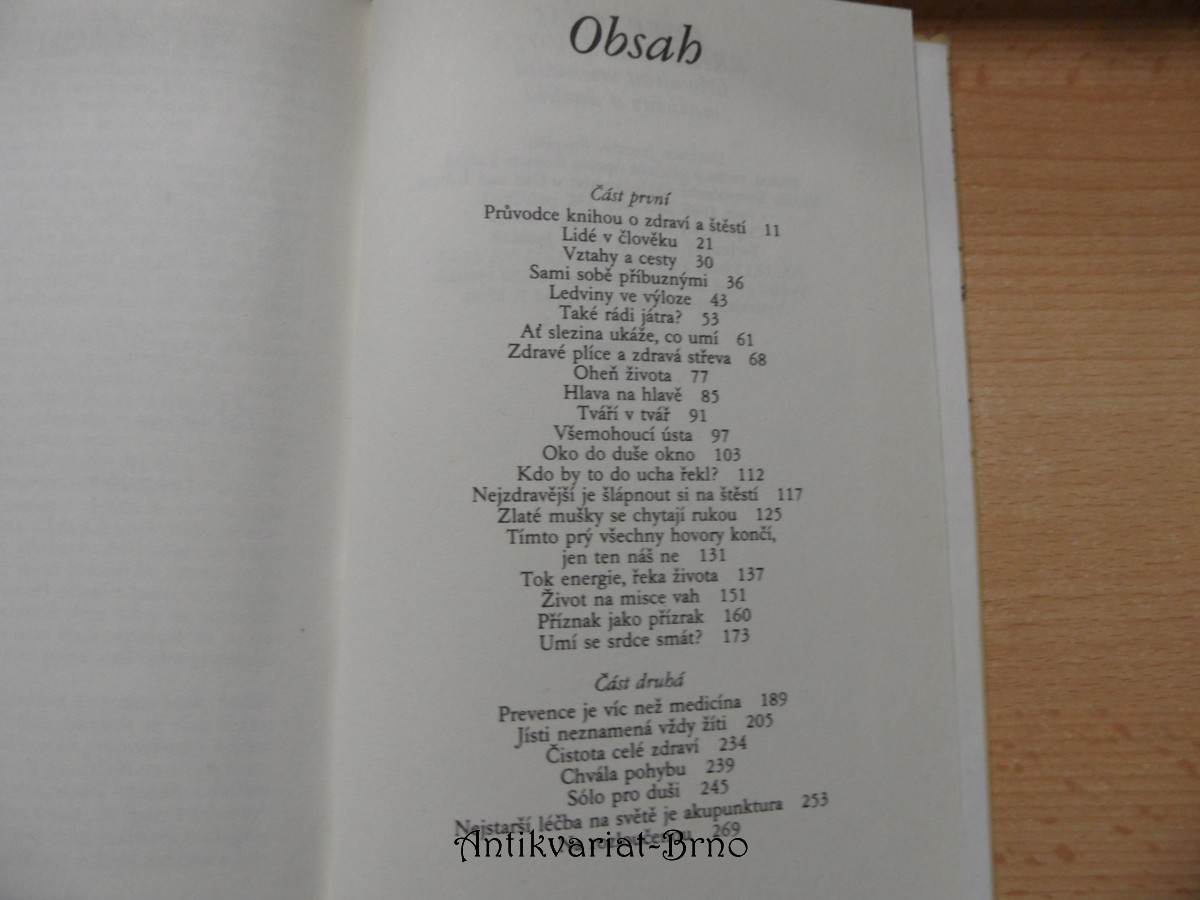 Obsah
Část první
Průvodce knihou o zdraví a štěstí 11
Lidé v člověku 21
Vztahy a cesty 30
Sami sobě příbuznými 36
Ledviny ve výloze 43
Také rádi játra? 53
Ať slezina ukáže, co umí 61
Zdravé plíce a zdravá střeva 68
Oheň života 77
Hlava na hlavě 85
Tváří v tvář 91
Všemohoucí ústa 97
Oko do duše okno 103
Kdo by to do ucha řekl? 112
Nejzdravější je šlápnout si na štěstí 117
Zlaté mušky se chytají rukou 125
Tímto prý všechny hovory končí,
jen ten náš ne 131
Tok energie, řeka života 137
Život na misce vah 151
Příznak jako přízrak 160
Umí se srdce smát? 173
Část druhá
Prevence je víc než medicína 189
Jísti neznamená vždy žíti 205
Čistota celé zdraví 234
Chvála pohybu 239
Sólo pro duši 245
Nejstarší léčba na světě je akupunktura 253
Na rozloučenou 269
Antikvariat-Brno